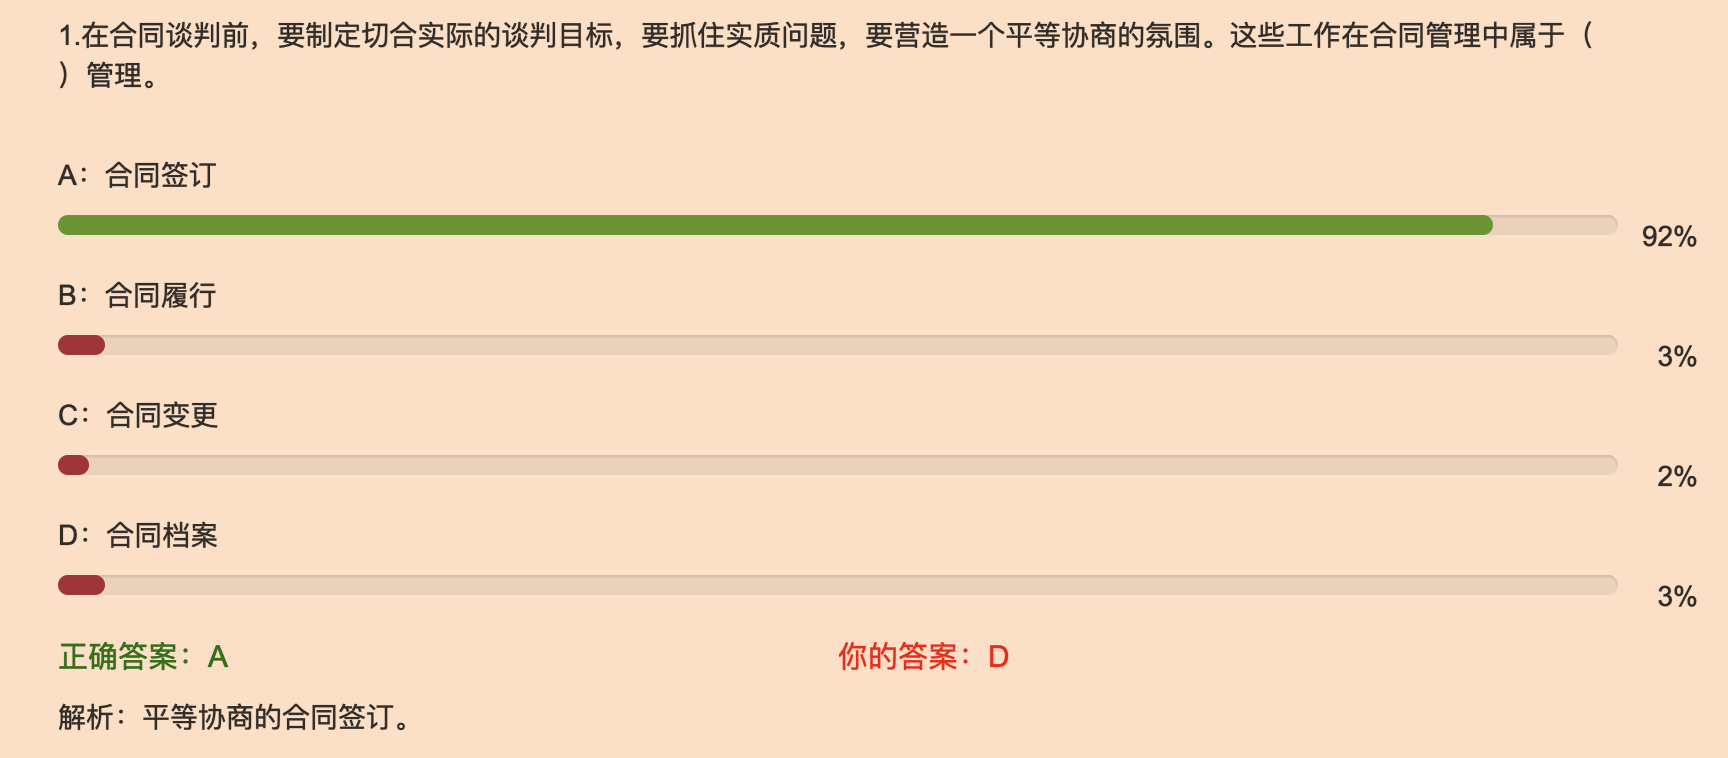 1.在合同谈判前，要制定切合实际的谈判目标，要抓住实质问题，要营造一个平等协商的氛围。这些工作在合同管理中属于（
）管理。
A：合同签订
92%
B：合同履行
3%
C：合同变更
2%
D：合同档案
3%
正确答案：A 你的答案：D
解析：平等协商的合同签订。